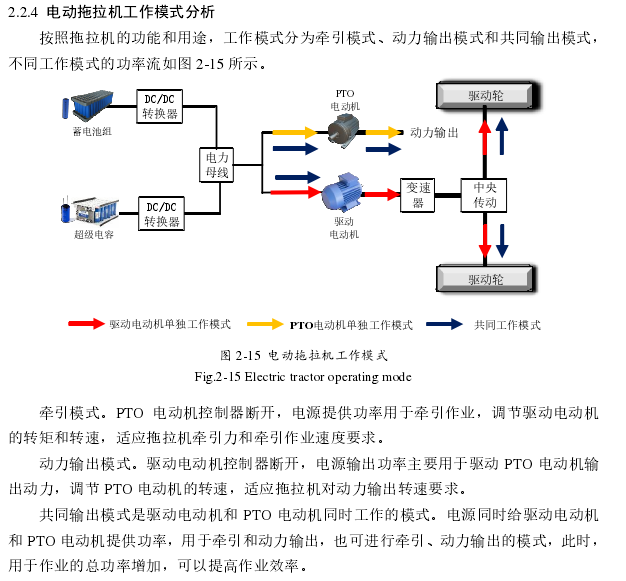 2.2.4 电动拖拉机工作模式分析
按照拖拉机的功能和用途，工作模式分为牵引模式、动力输出模式和共同输出模式，
不同工作模式的功率流如图 2-15 所示。
DC/DC
转换器
蓄电池组
PTO
电动机
动力输出
驱动轮
电力
母线
DC/DC
转换器
超级电容
驱动
电动机
变速
器
中央
传动
驱动轮
驱动电动机单独工作模式
PTO电动机单独工作模式
共同工作模式
图 2-15 电动拖拉机工作模式
Fig.2-15 Electric tractor operating mode
牵引模式。PTO 电动机控制器断开，电源提供功率用于牵引作业，调节驱动电动机
的转矩和转速，适应拖拉机牵引力和牵引作业速度要求。
动力输出模式。驱动电动机控制器断开，电源输出功率主要用于驱动 PTO 电动机输
出动力，调节 PTO 电动机的转速，适应拖拉机对动力输出转速要求。
共同输出模式是驱动电动机和 PTO 电动机同时工作的模式。电源同时给驱动电动机
和 PTO 电动机提供功率，用于牵引和动力输出，也可进行牵引、动力输出的模式，此时，
用于作业的总功率增加，可以提高作业效率。